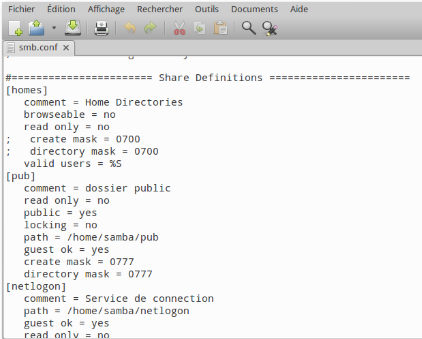 Fichier Édition Affichage Rechercher Outils Documents Aide
smb.conf
#======================= Share Definitions =======================
[homes]
   comment = Home Directories
   browseable = no
   read only = no
;   create mask = 0700
;   directory mask = 0700
   valid users = %S
[pub]
   comment = dossier public
   read only = no
   public = yes
   locking = no
   path = /home/samba/pub
   guest ok = yes
   create mask = 0777
   directory mask = 0777
[netlogon]
   comment = Service de connection
   path = /home/samba/netlogon
   guest ok = yes
   read only = no